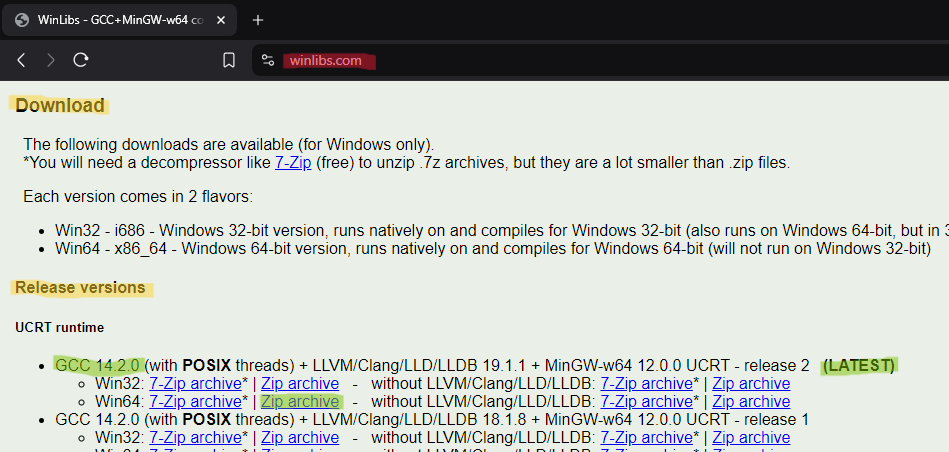 WinLibs - GCC+MinGW-w64 co
winlibs.com
Download
The following downloads are available (for Windows only).
*You will need a decompressor like 7-Zip (free) to unzip .7z archives, but they are a lot smaller than .zip files.
Each version comes in 2 flavors:
Win32 - i686 - Windows 32-bit version, runs natively on and compiles for Windows 32-bit (also runs on Windows 64-bit, but in 3
Win64 - x86_64 - Windows 64-bit version, runs natively on and compiles for Windows 64-bit (will not run on Windows 32-bit)
Release versions
UCRT runtime
GCC 14.2.0 (with POSIX threads) + LLVM/Clang/LLD/LLDB 19.1.1 + MinGW-w64 12.0.0 UCRT - release 2 (LATEST)
Win32: 7-Zip archive* | Zip archive - without LLVM/Clang/LLD/LLDB: 7-Zip archive* | Zip archive
Win64: 7-Zip archive* | Zip archive - without LLVM/Clang/LLD/LLDB: 7-Zip archive* | Zip archive
GCC 14.2.0 (with POSIX threads) + LLVM/Clang/LLD/LLDB 18.1.8 + MinGW-w64 12.0.0 UCRT - release 1
Win32: 7-Zip archive* | Zip archive - without LLVM/Clang/LLD/LLDB: 7-Zip archive* | Zip archive